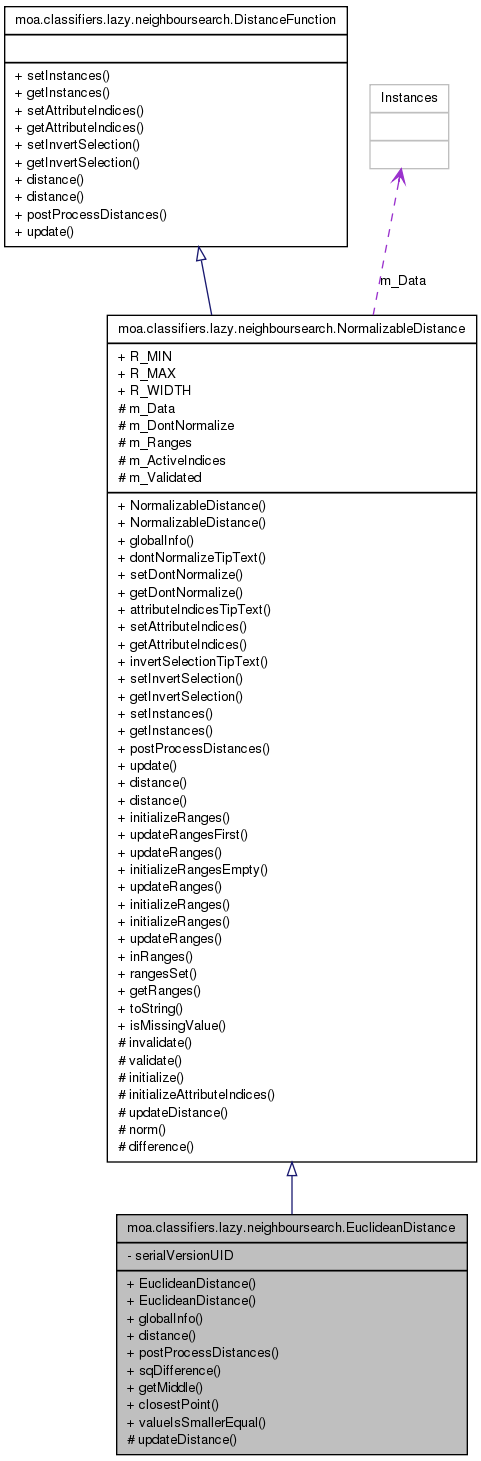 moa.classifiers.lazy.neighboursearch.DistanceFunction
+ setInstances()
+ getInstances()
+ setAttributeIndices()
+ getAttributeIndices()
+ setInvertSelection()
+ getInvertSelection()
+ distance()
+ distance()
+ postProcessDistances()
+ update()
Instances
m_Data
moa.classifiers.lazy.neighboursearch.NormalizableDistance
+ R_MIN
+ R_MAX
+ R_WIDTH
# m_Data
# m_DontNormalize
# m_Ranges
# m_ActiveIndices
# m_Validated
+ NormalizableDistance()
+ NormalizableDistance()
+ globalInfo()
+ dontNormalizeTipText()
+ setDontNormalize()
+ getDontNormalize()
+ attributeIndicesTipText()
+ setAttributeIndices()
+ getAttributeIndices()
+ invertSelectionTipText()
+ setInvertSelection()
+ getInvertSelection()
+ setInstances()
+ getInstances()
+ postProcessDistances()
+ update()
+ distance()
+ distance()
+ initializeRanges()
+ updateRangesFirst()
+ updateRanges()
+ initializeRangesEmpty()
+ updateRanges()
+ initializeRanges()
+ initializeRanges()
+ updateRanges()
+ inRanges()
+ rangesSet()
+ getRanges()
+ toString()
+ isMissingValue()
# invalidate()
# validate()
# initialize()
# initializeAttributeIndices()
# updateDistance()
# norm()
# difference()
moa.classifiers.lazy.neighboursearch.EuclideanDistance
- serialVersionUID
+ EuclideanDistance()
+ EuclideanDistance()
+ globalInfo()
+ distance()
+ postProcessDistances()
+ sqDifference()
+ getMiddle()
+ closestPoint()
+ valueIsSmallerEqual()
# updateDistance()